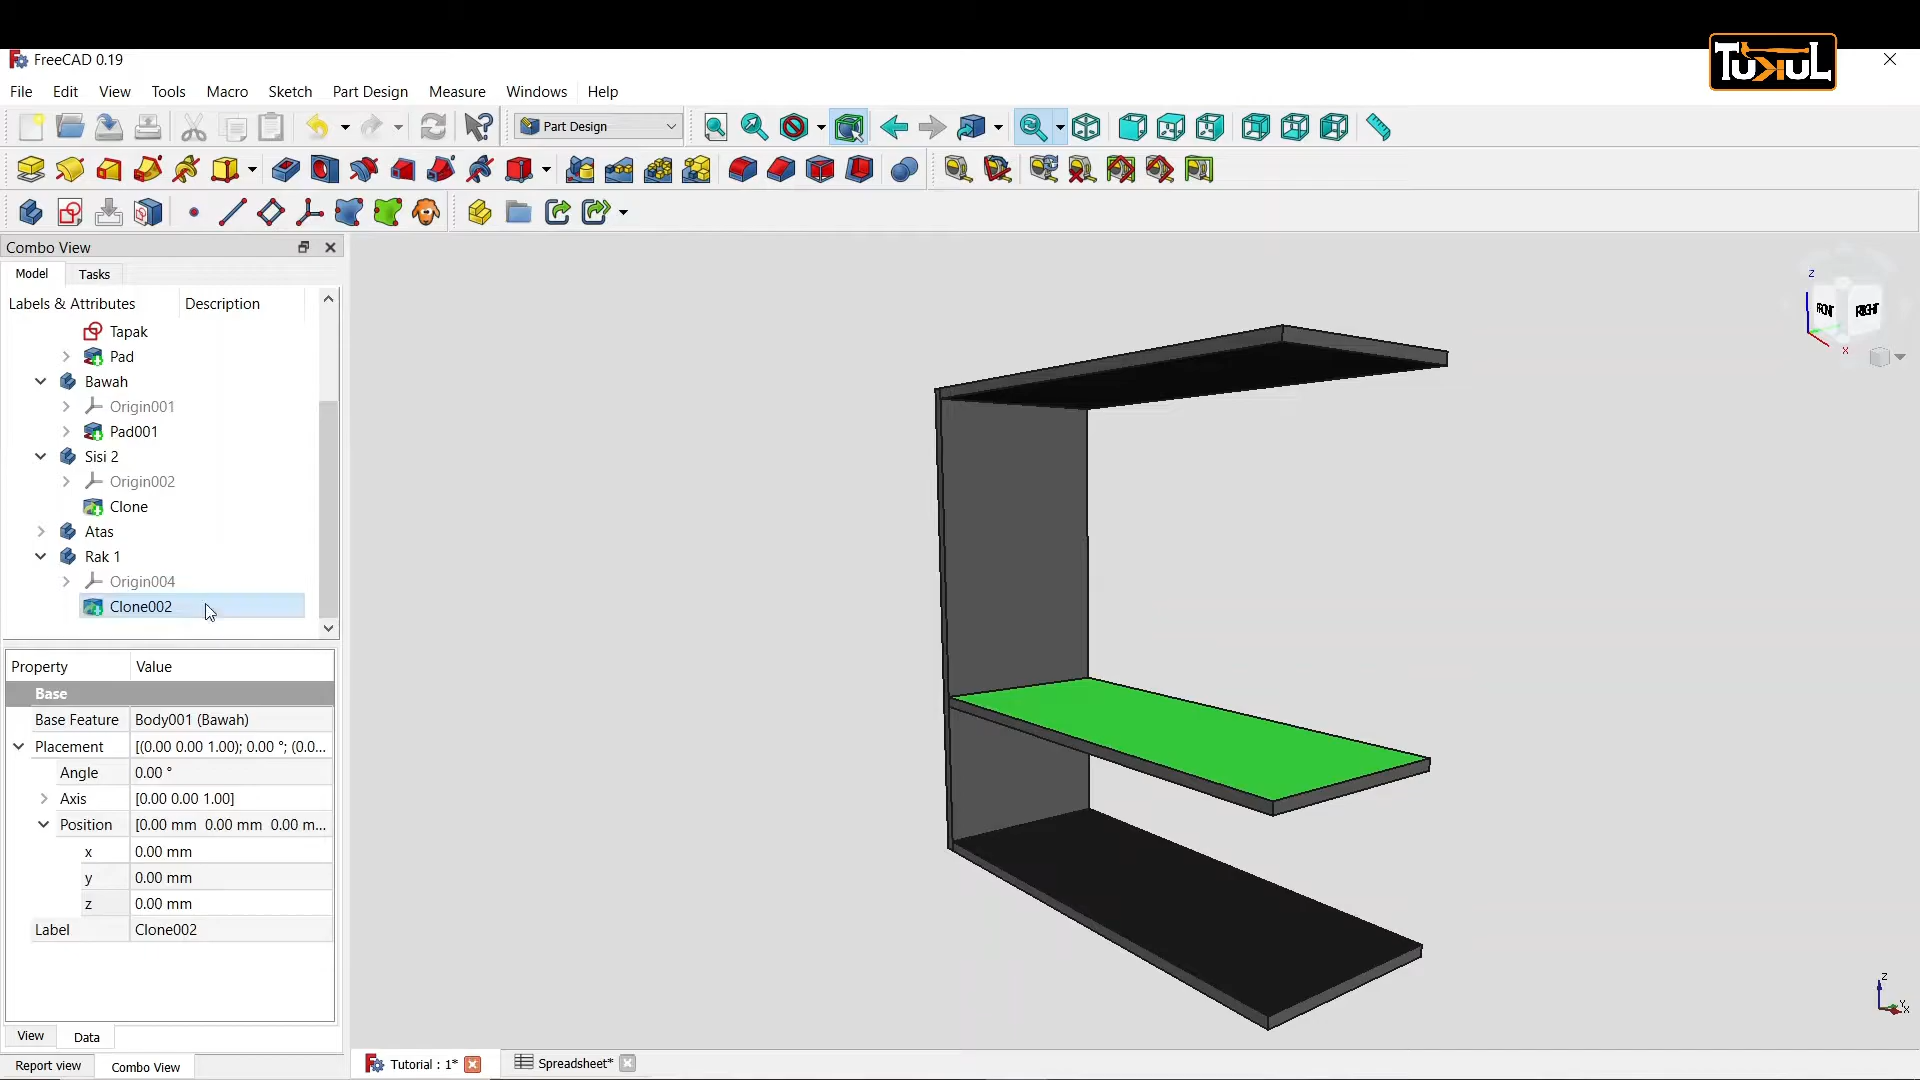 TUKUL
FreeCAD 0.19
File Edit View Tools Macro Sketch Part Design Measure Windows Help
Part Design
Combo View
Model Tasks
Labels & Attributes Description
Tapak
Pad
Bawah
Origin001
Pad001
Sisi 2
Origin002
Clone
Atas
Rak 1
Origin004
Clone002
Property Value
Base
Base Feature Body001 (Bawah)
Placement [(0.00 0.00 1.00); 0.00 °; (0.0...
Angle 0.00 °
Axis [0.00 0.00 1.00]
Position [0.00 mm 0.00 mm 0.00 m...
x 0.00 mm
y 0.00 mm
z 0.00 mm
Label Clone002
View Data
Report view Combo View
Tutorial : 1* Spreadsheet*
Z
FRONT RIGHT
X
Z
Y
X